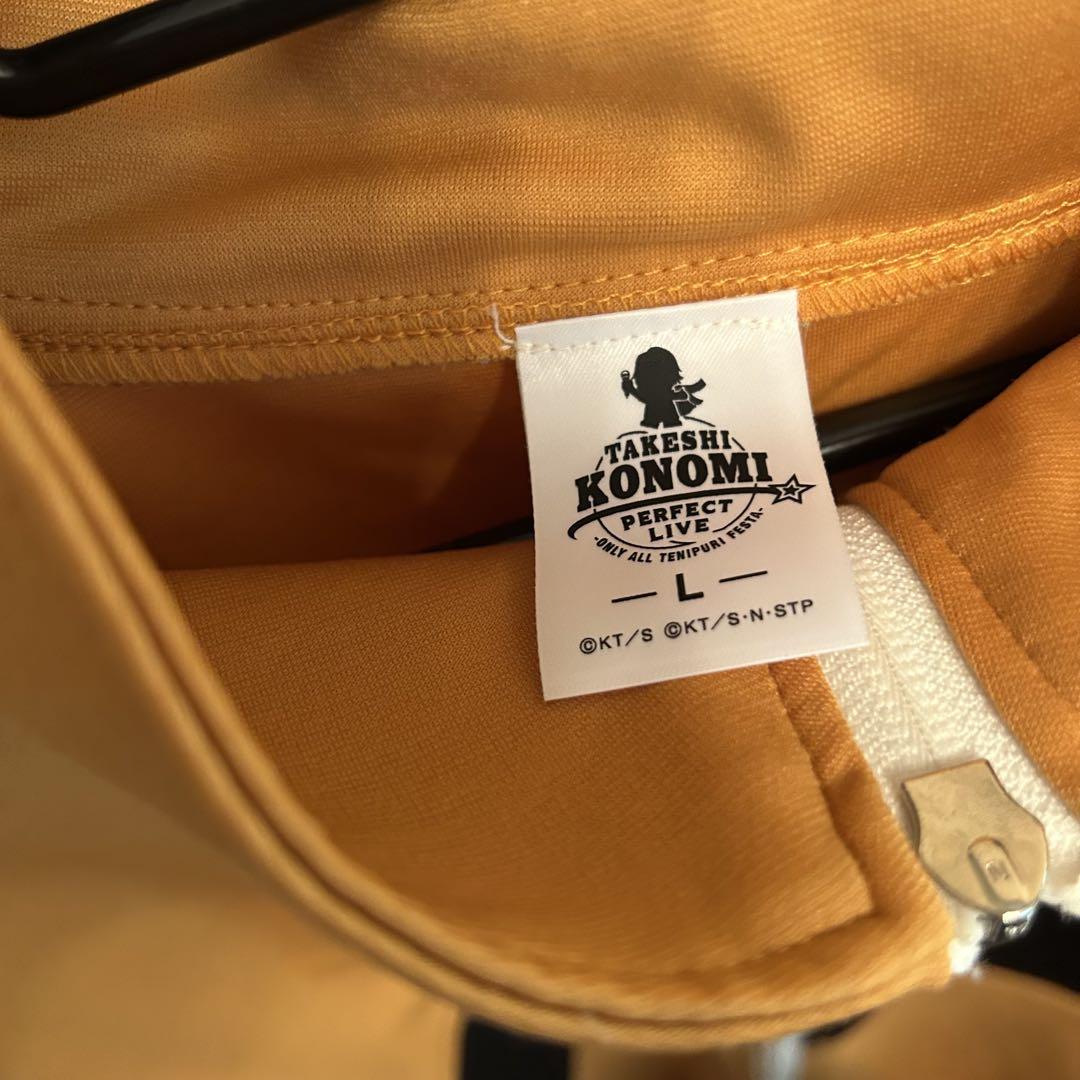 TAKESHI
KONOMI
PERFECT
LIVE
-ONLY ALL TENIPURI FESTA-
— L —
©KT/S ©KT/S·N·STP
N